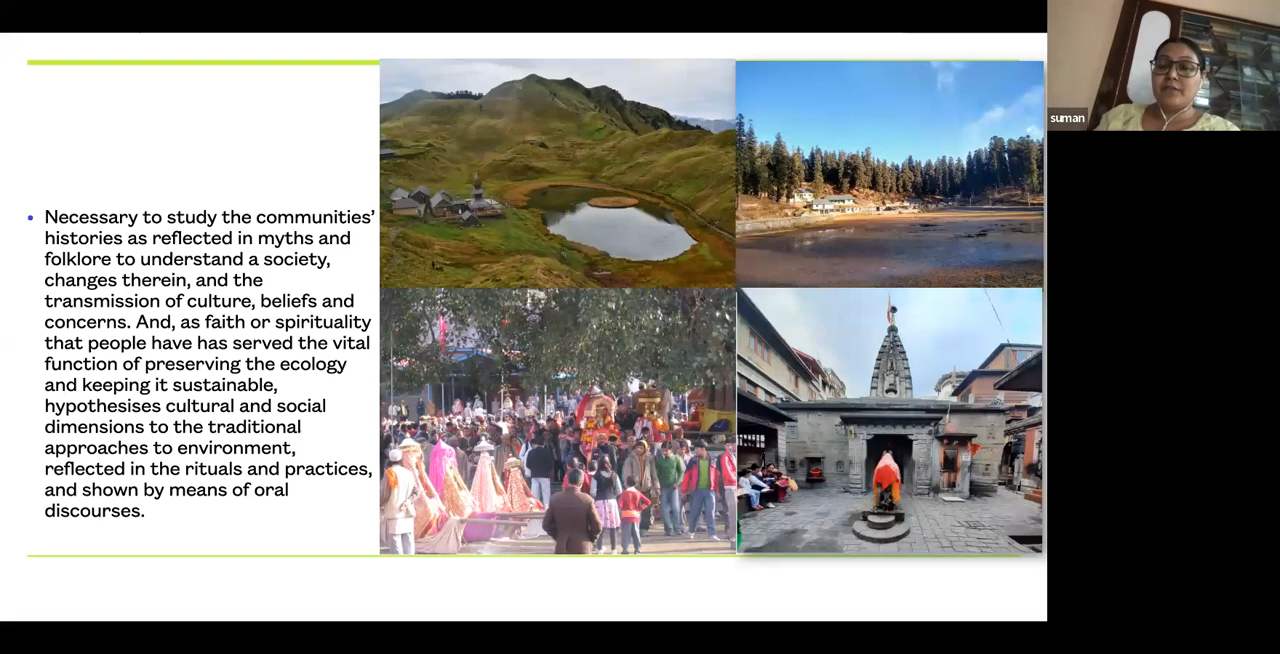 Necessary to study the communities’
histories as reflected in myths and
folklore to understand a society,
changes therein, and the
transmission of culture, beliefs and
concerns. And, as faith or spirituality
that people have has served the vital
function of preserving the ecology
and keeping it sustainable,
hypothesises cultural and social
dimensions to the traditional
approaches to environment,
reflected in the rituals and practices,
and shown by means of oral
discourses.
suman